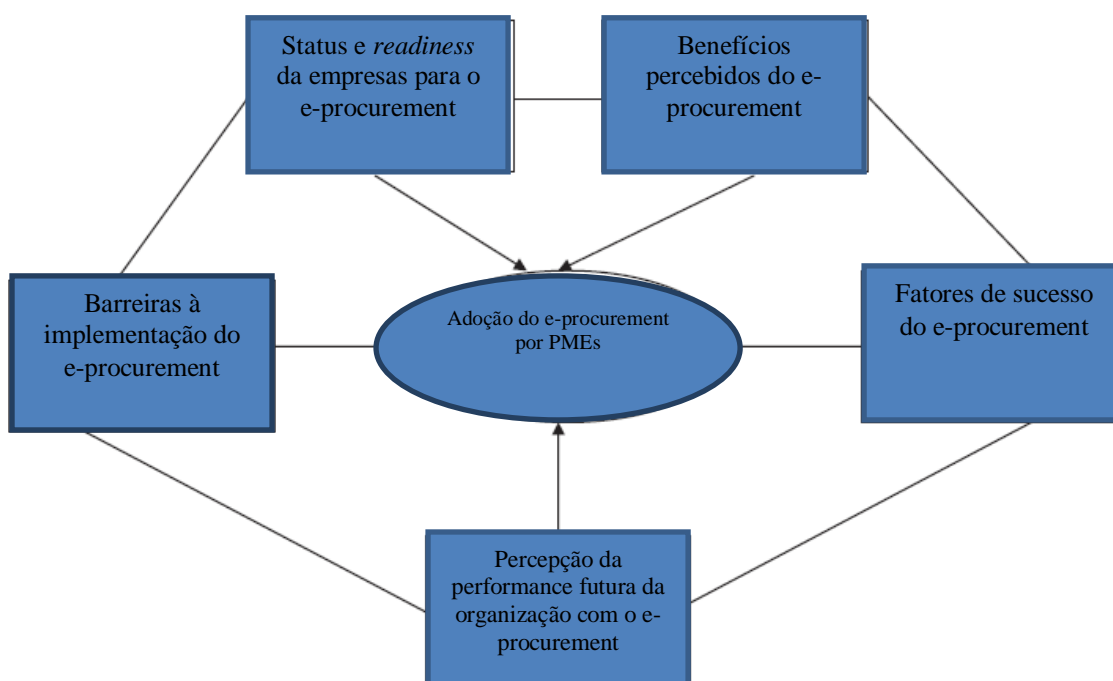 Status e readiness
da empresas para o
e-procurement
Benefícios
percebidos do e-
procurement
Barreiras à
implementação do
e-procurement
Adoção do e-procurement
por PMEs
Fatores de sucesso
do e-procurement
Percepção da
performance futura da
organização com o e-
procurement